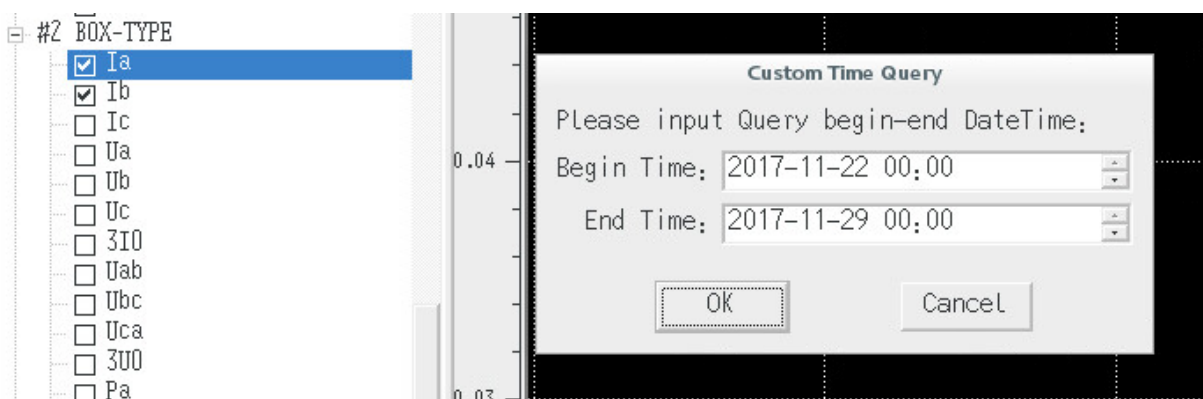 #2 BOX-TYPE
Ia
Ib
Ic
Ua
Ub
Uc
3I0
Uab
Ubc
Uca
3U0
Pa
0.04
0.03
Custom Time Query
Please input Query begin-end DateTime:
Begin Time: 2017-11-22 00:00
End Time: 2017-11-29 00:00
OK
Cancel